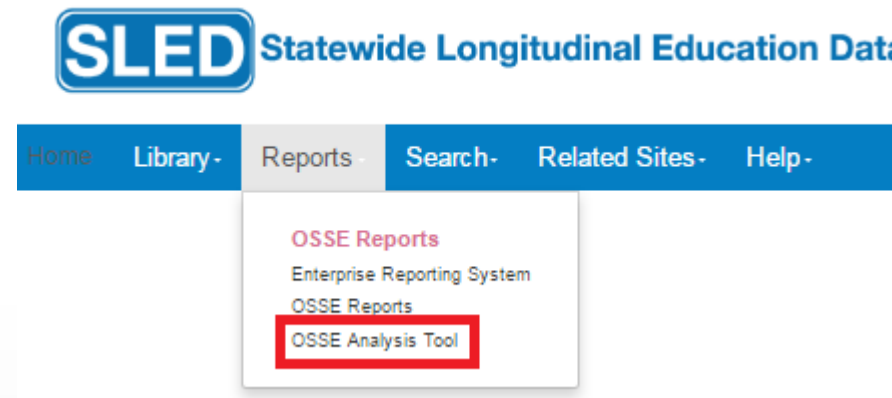 SLED Statewide Longitudinal Education Data
Home Library Reports Search Related Sites Help
OSSE Reports
Enterprise Reporting System
OSSE Reports
OSSE Analysis Tool